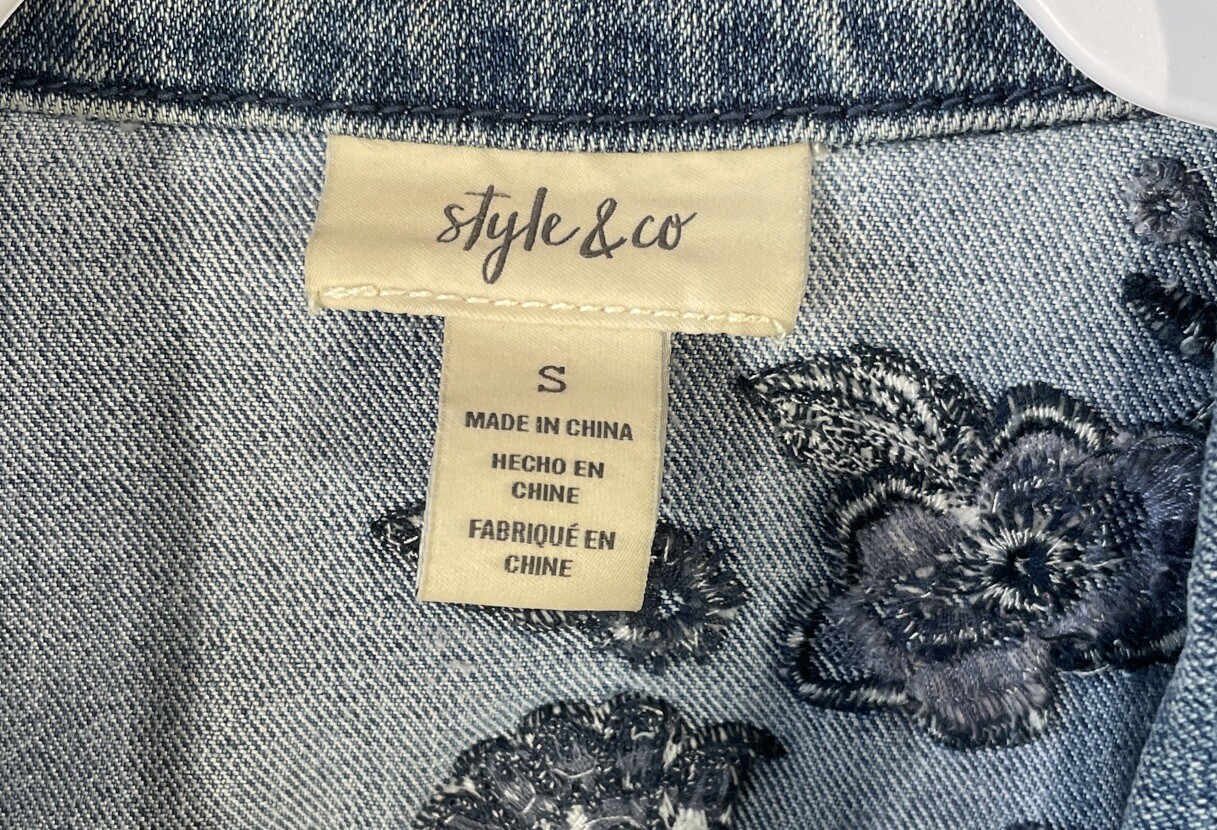 style & co
S
MADE IN CHINA
HECHO EN
CHINE
FABRIQUÉ EN
CHINE